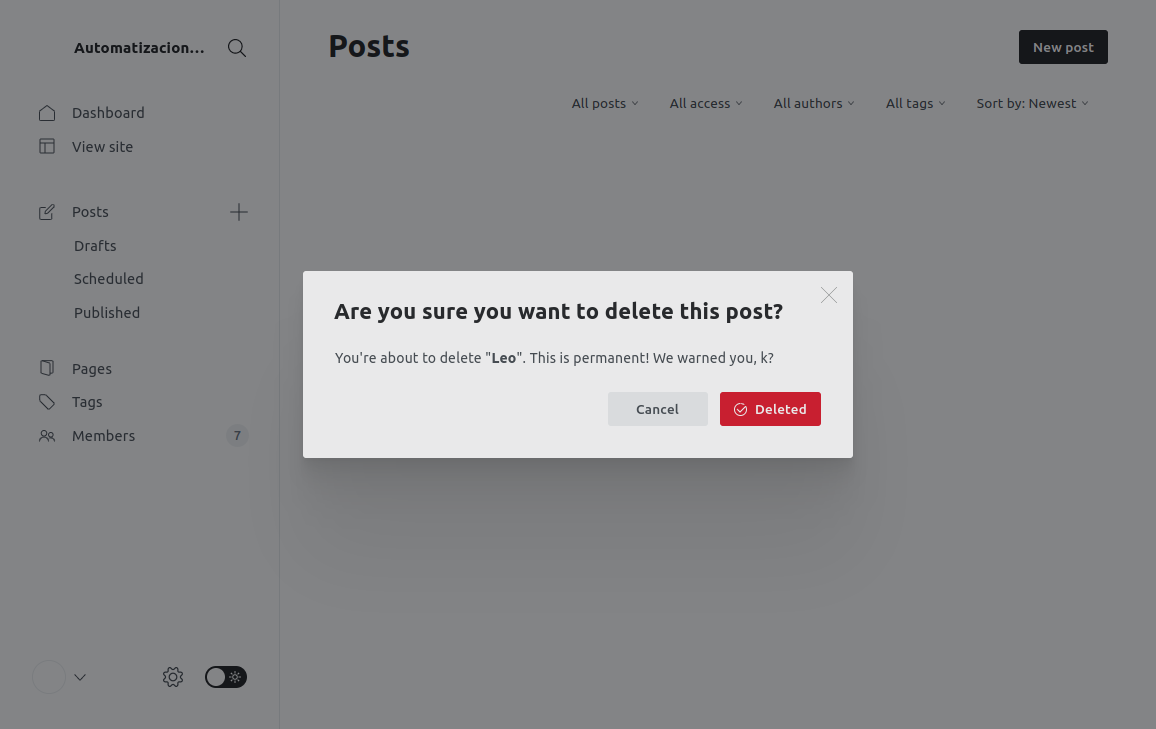 Automatizacion...
Dashboard
View site
Posts
Drafts
Scheduled
Published
Pages
Tags
Members 7
Posts
New post
All posts All access All authors All tags Sort by: Newest
Are you sure you want to delete this post?
You're about to delete "Leo". This is permanent! We warned you, k?
Cancel Deleted